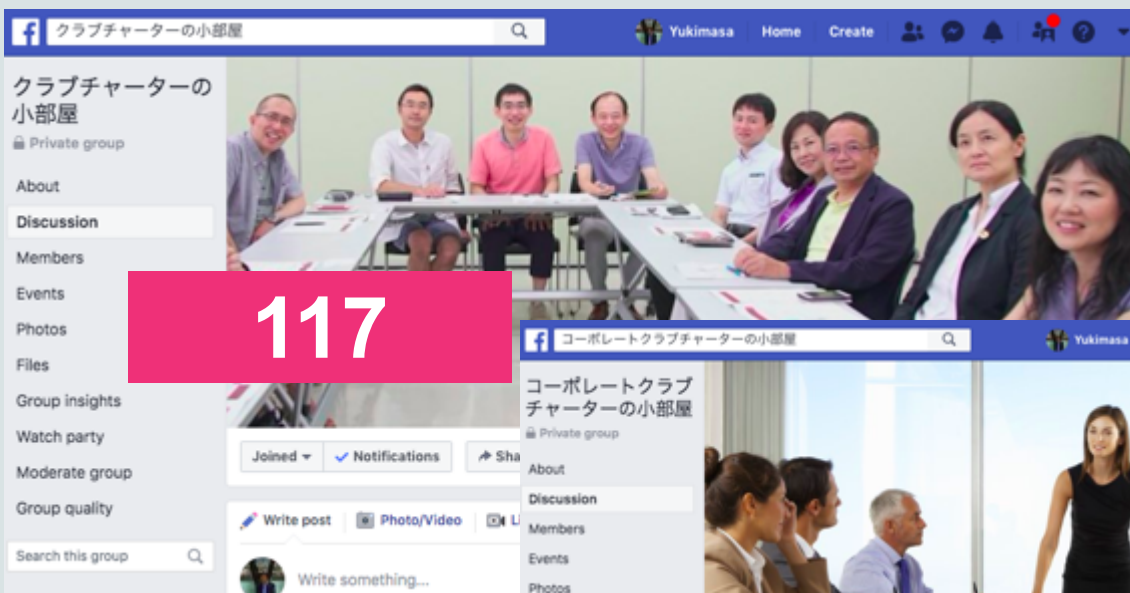 クラブチャーターの小部屋
Yukimasa Home Create
クラブチャーターの
小部屋
Private group
About
Discussion
Members
Events
Photos
Files
Group insights
Watch party
Moderate group
Group quality
Search this group
117
Joined
Notifications
Sha
Write post
Photo/Video
Li
Write something...
コーポレートクラブチャーターの小部屋
Yukimasa
コーポレートクラブ
チャーターの小部屋
Private group
About
Discussion
Members
Events
Photos